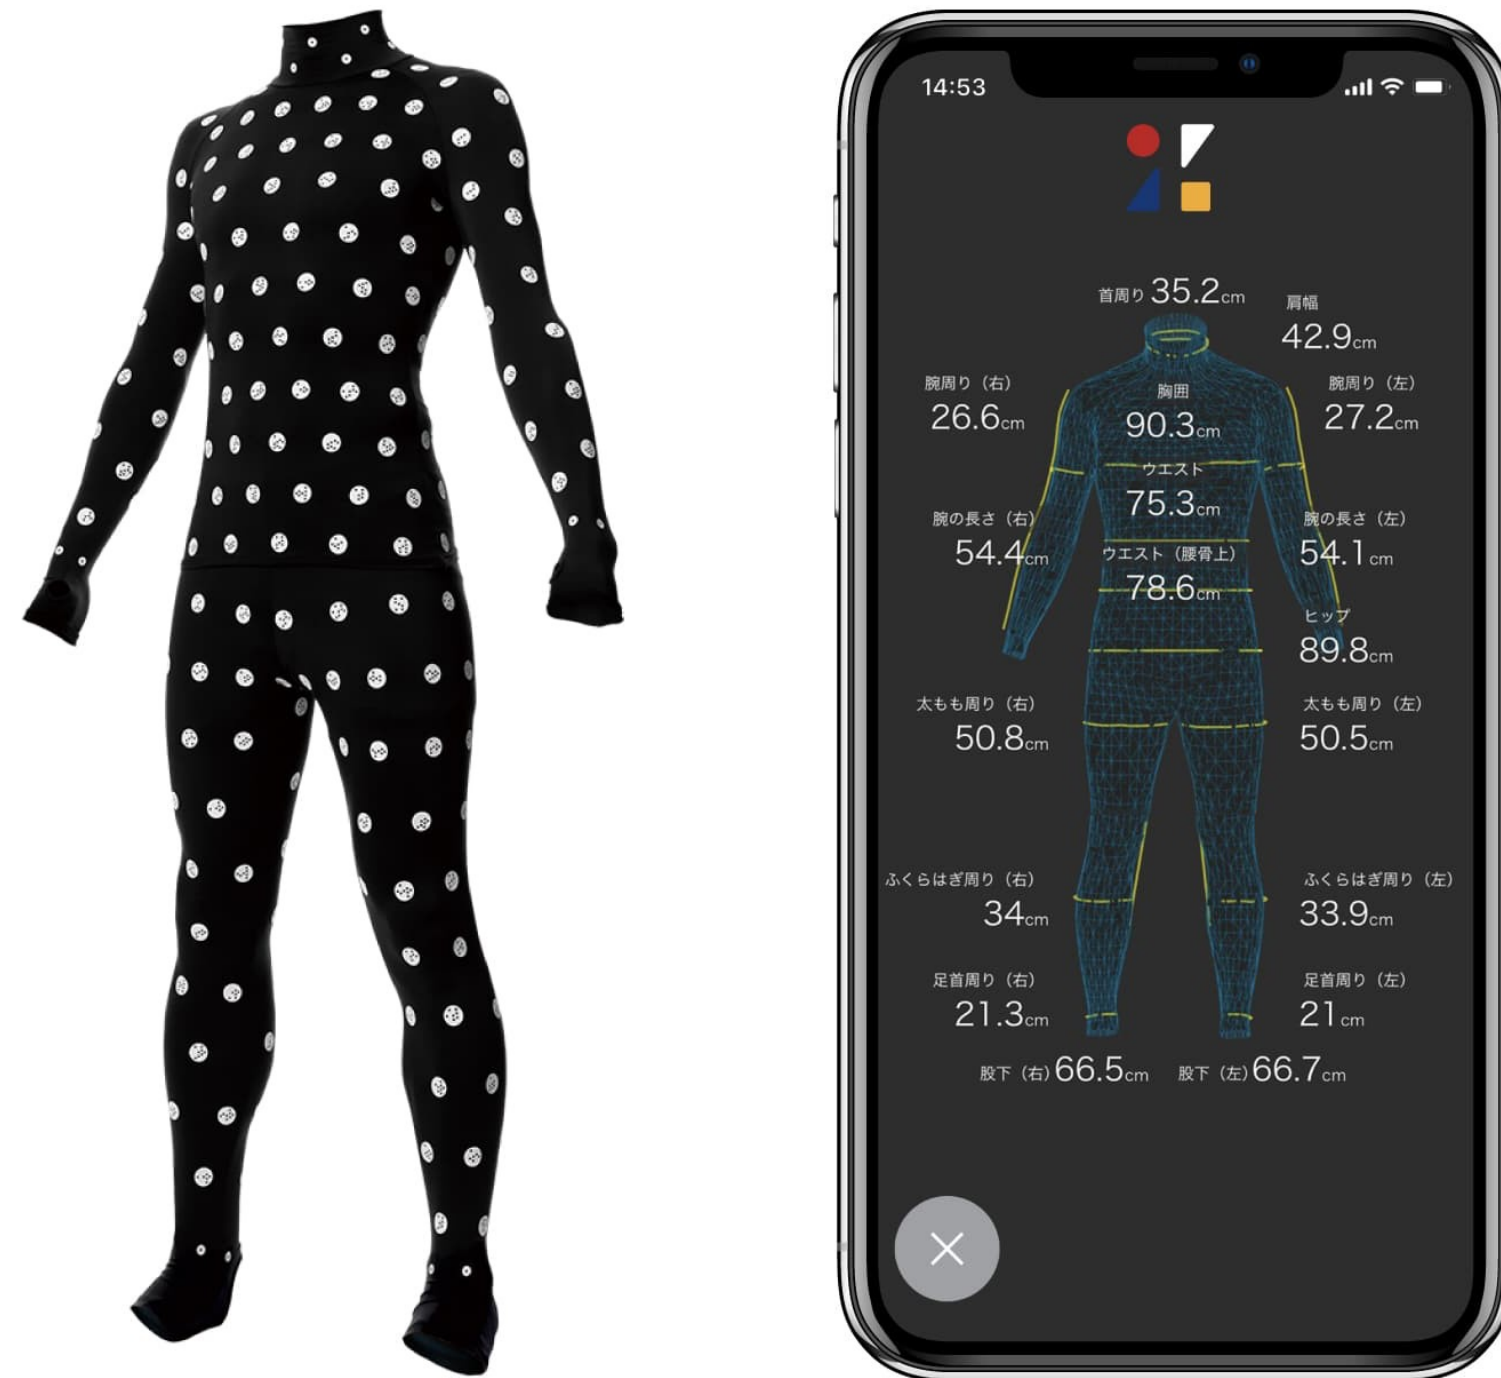 14:53
首周り 35.2cm
肩幅
42.9cm
腕周り（右）
26.6cm
胸囲
90.3cm
腕周り（左）
27.2cm
ウエスト
75.3cm
腕の長さ（右）
54.4cm
腕の長さ（左）
54.1cm
ウエスト（腰骨上）
78.6cm
ヒップ
89.8cm
太もも周り（右）
50.8cm
太もも周り（左）
50.5cm
ふくらはぎ周り（右）
34cm
ふくらはぎ周り（左）
33.9cm
足首周り（右）
21.3cm
足首周り（左）
21cm
股下（右）66.5cm
股下（左）66.7cm